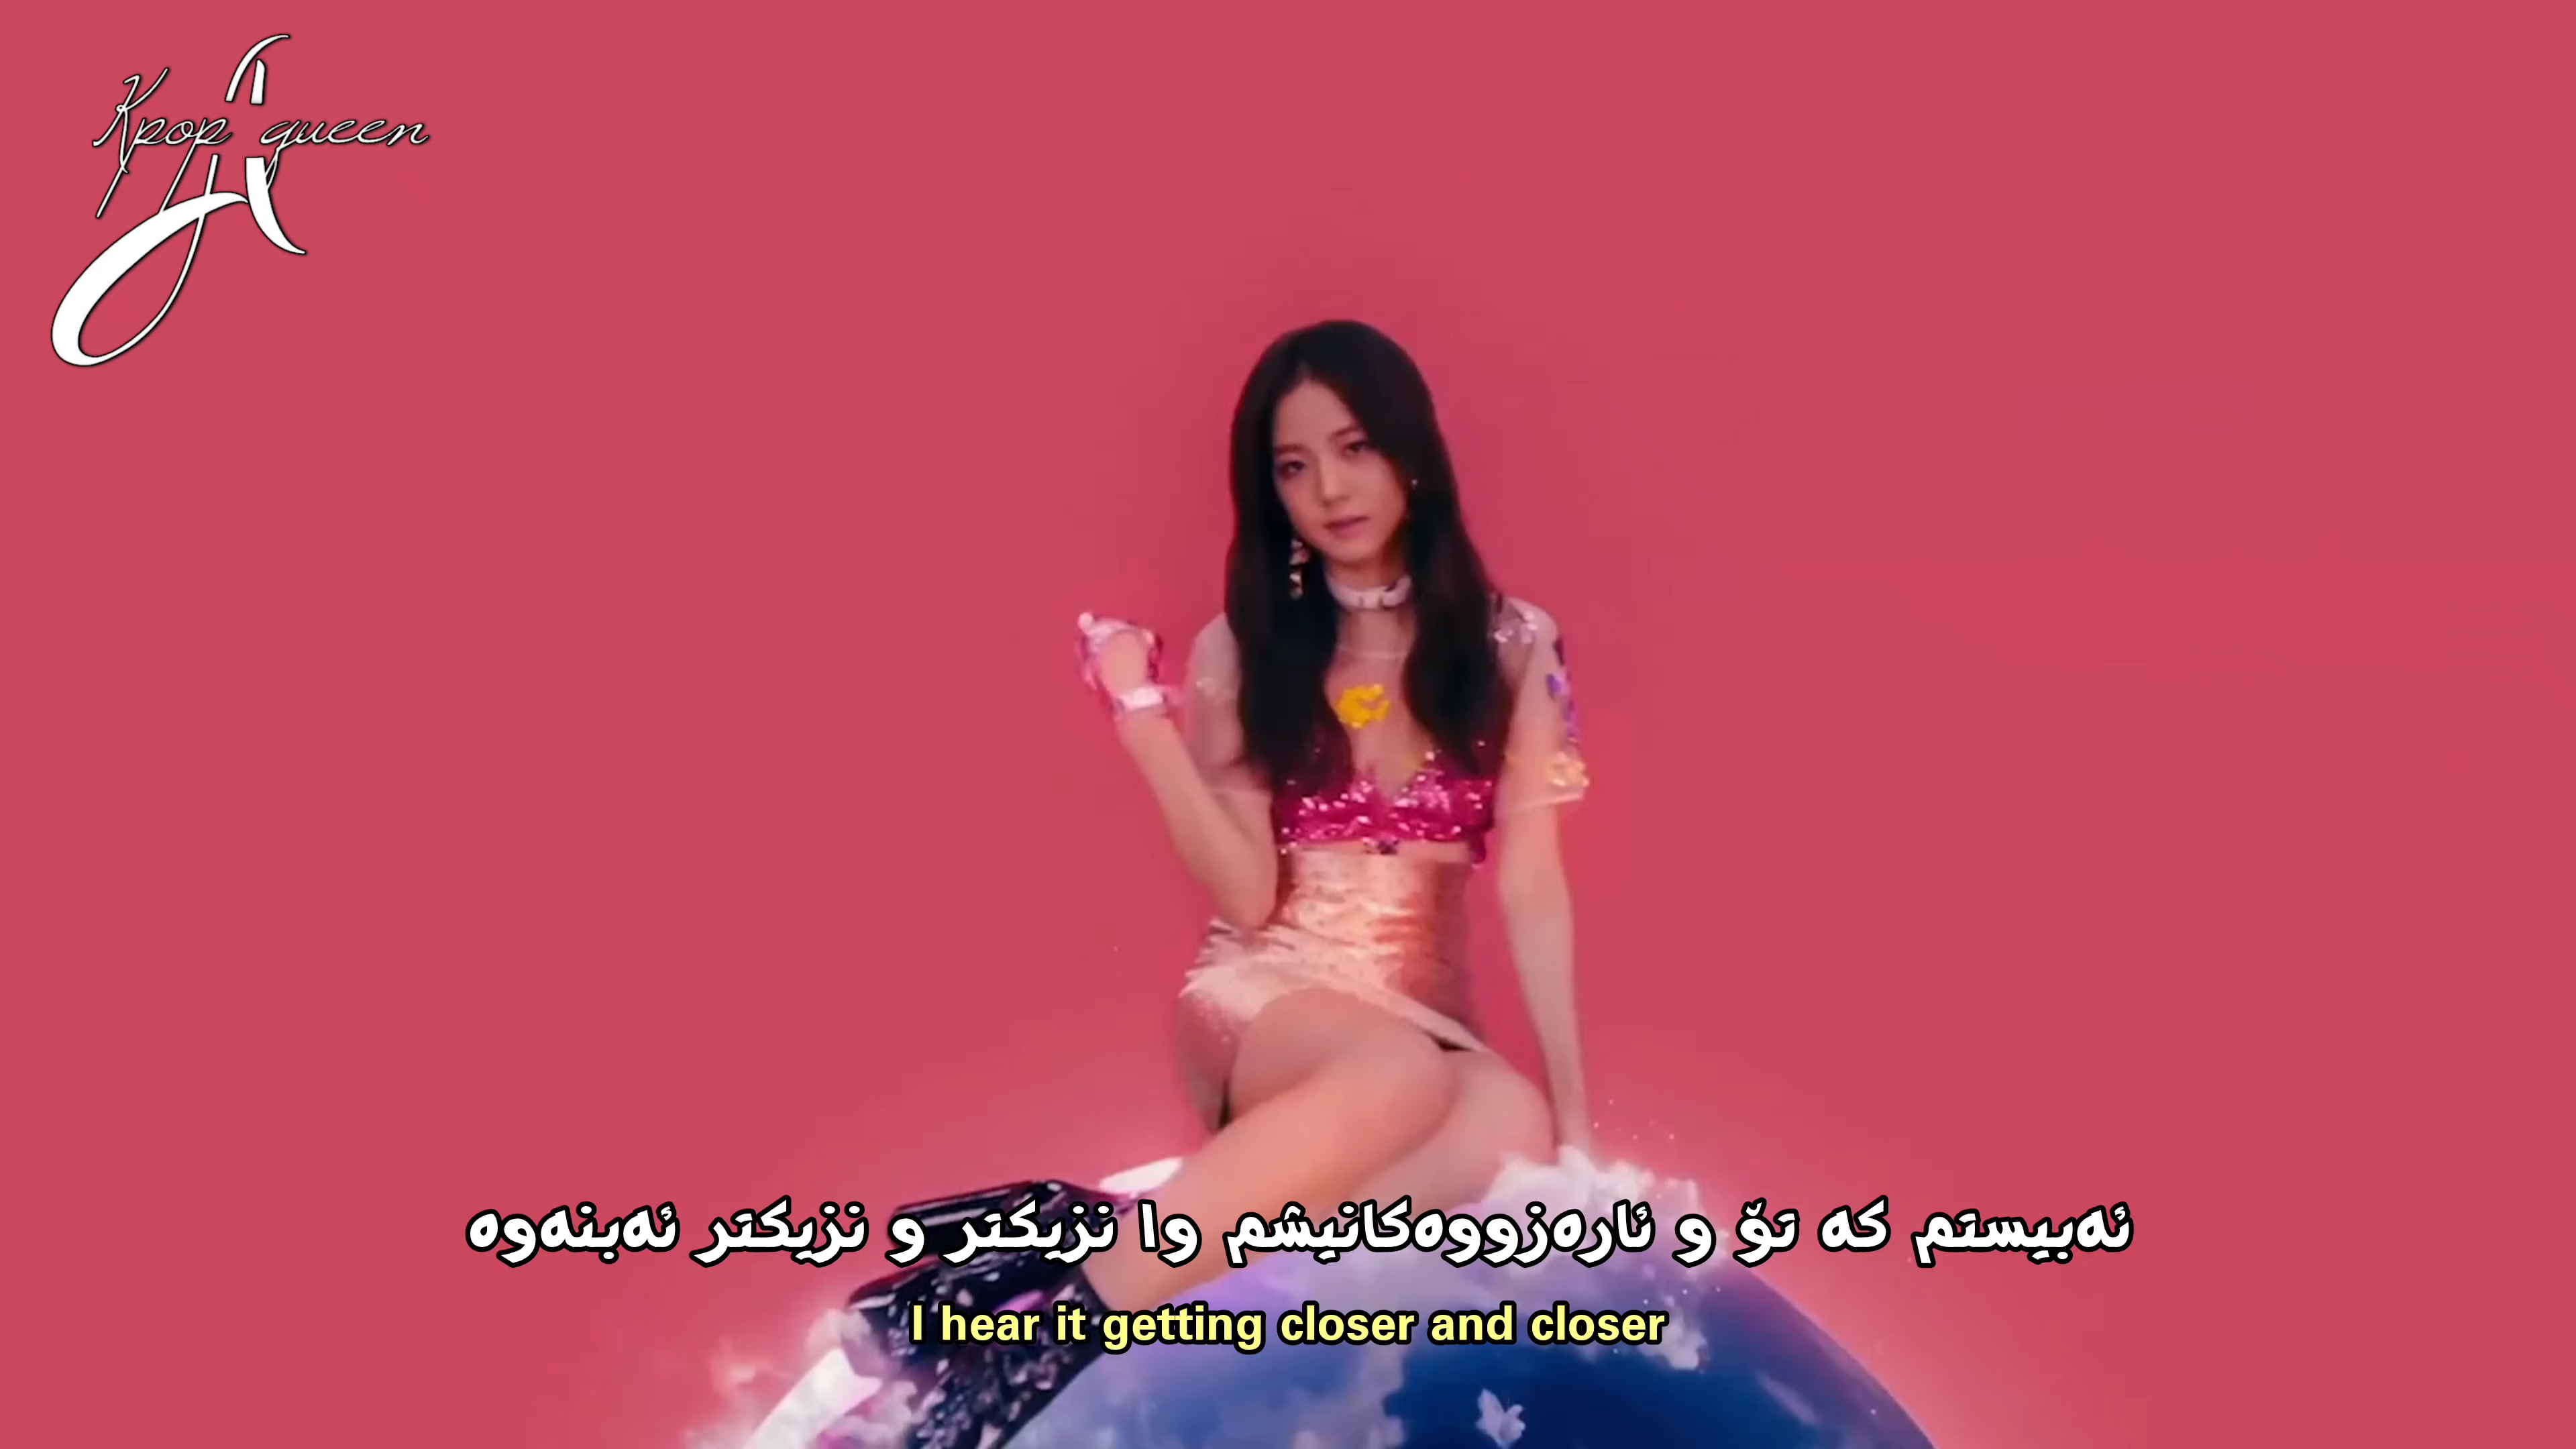 Kpop queen
ئەبیستم کە تۆ و ئارەزووەکانیشم وا نزیکتر و نزیکتر ئەبنەوە
I hear it getting closer and closer